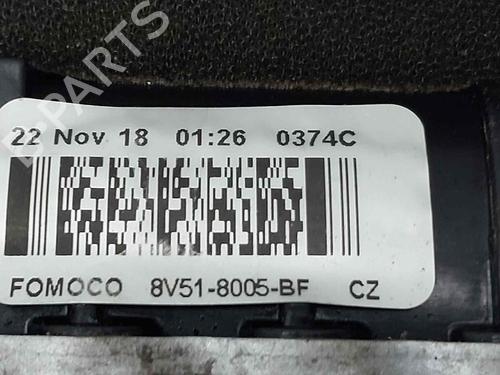 B-PARTS
22 Nov 18 01:26 0374C
FOMOCO 8V51-8005-BF CZ